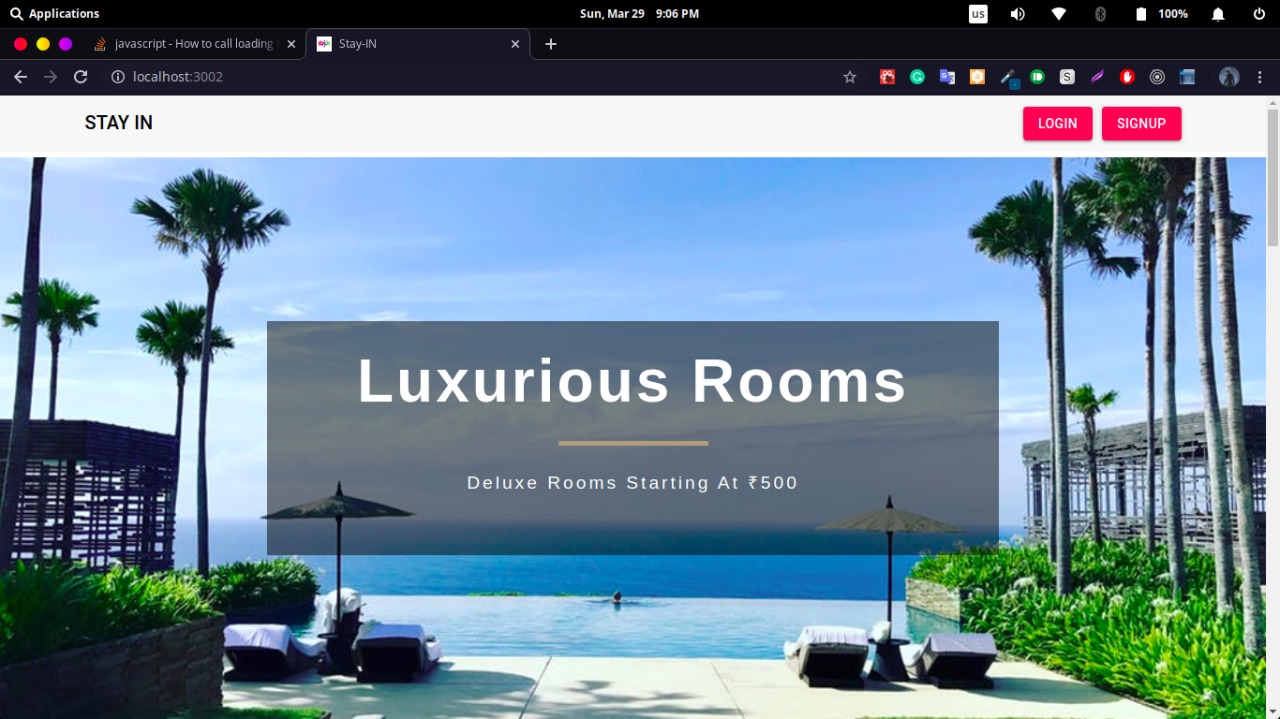 Applications
Sun, Mar 29 9:06 PM
us
100%
javascript - How to call loading
Stay-IN
localhost:3002
STAY IN
LOGIN
SIGNUP
Luxurious Rooms
Deluxe Rooms Starting At ₹500